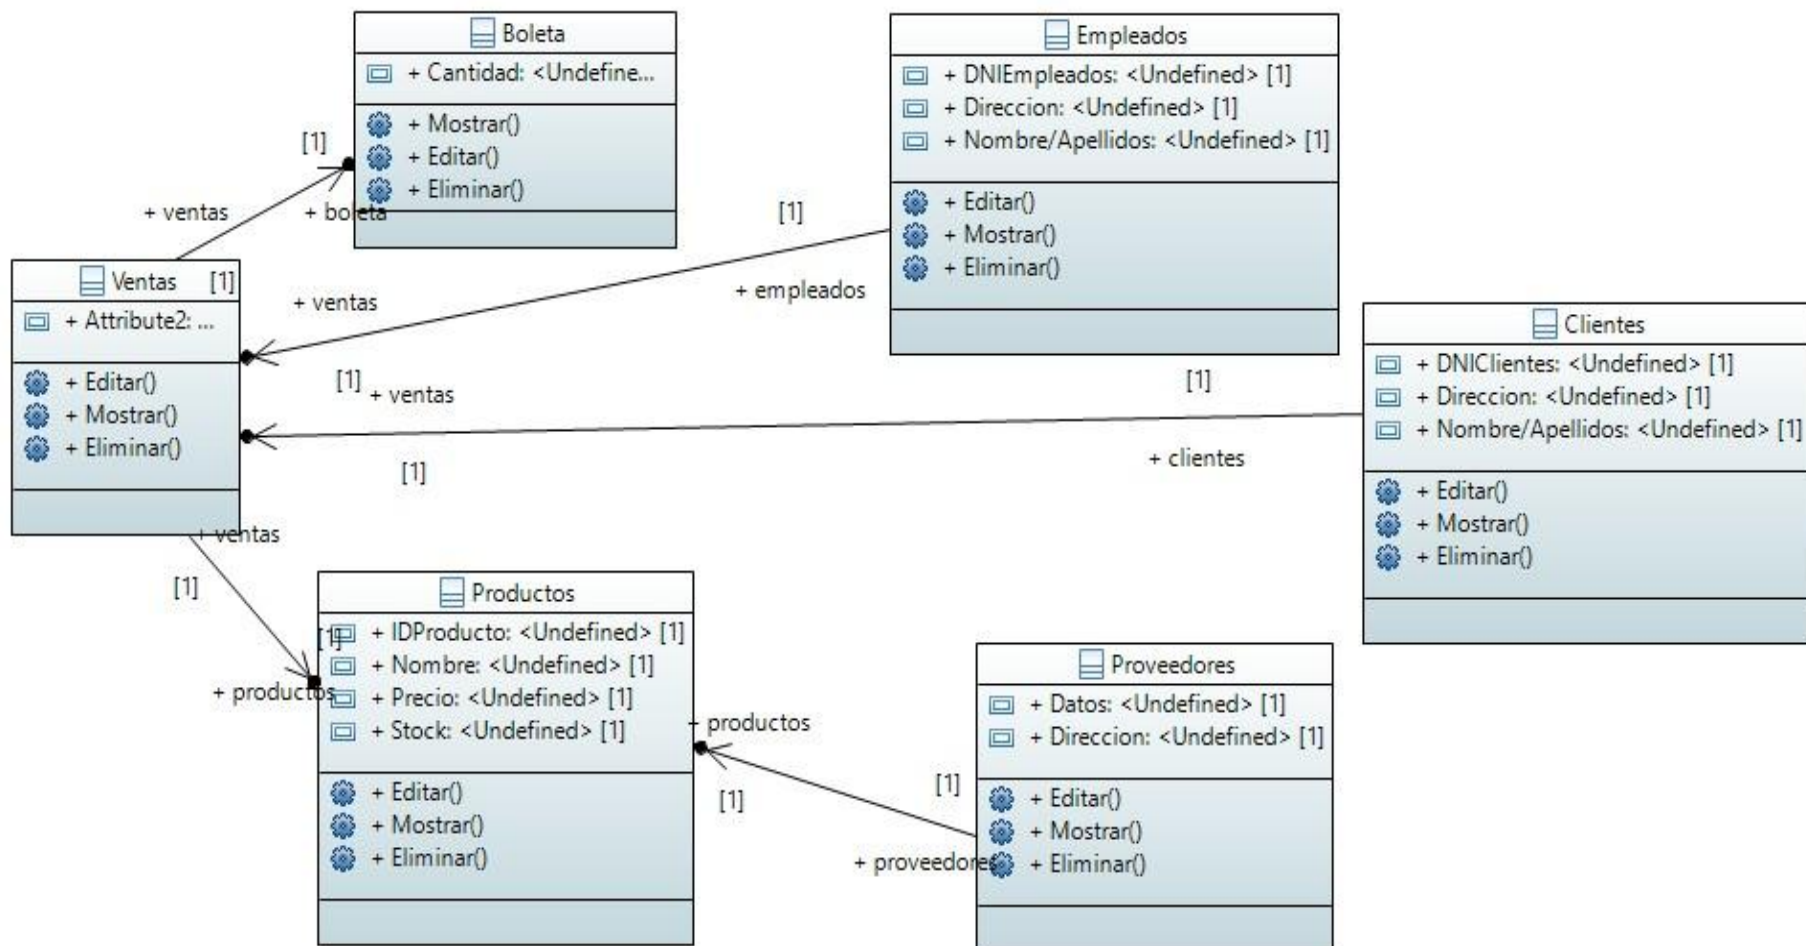 Boleta
+ Cantidad: <Undefine...
+ Mostrar()
+ Editar()
+ Eliminar()
[1]
+ ventas
+ boleta
Empleados
+ DNIEmpleados: <Undefined> [1]
+ Direccion: <Undefined> [1]
+ Nombre/Apellidos: <Undefined> [1]
+ Editar()
+ Mostrar()
+ Eliminar()
[1]
+ empleados
+ ventas
[1]
Ventas
[1]
+ Attribute2: ...
+ Editar()
+ Mostrar()
+ Eliminar()
Clientes
+ DNIClientes: <Undefined> [1]
+ Direccion: <Undefined> [1]
+ Nombre/Apellidos: <Undefined> [1]
+ Editar()
+ Mostrar()
+ Eliminar()
[1]
+ clientes
+ ventas
[1]
+ ventas
[1]
[1]
+ productos
Productos
+ IDProducto: <Undefined> [1]
+ Nombre: <Undefined> [1]
+ Precio: <Undefined> [1]
+ Stock: <Undefined> [1]
+ Editar()
+ Mostrar()
+ Eliminar()
+ productos
[1]
[1]
+ proveedores
Proveedores
+ Datos: <Undefined> [1]
+ Direccion: <Undefined> [1]
+ Editar()
+ Mostrar()
+ Eliminar()